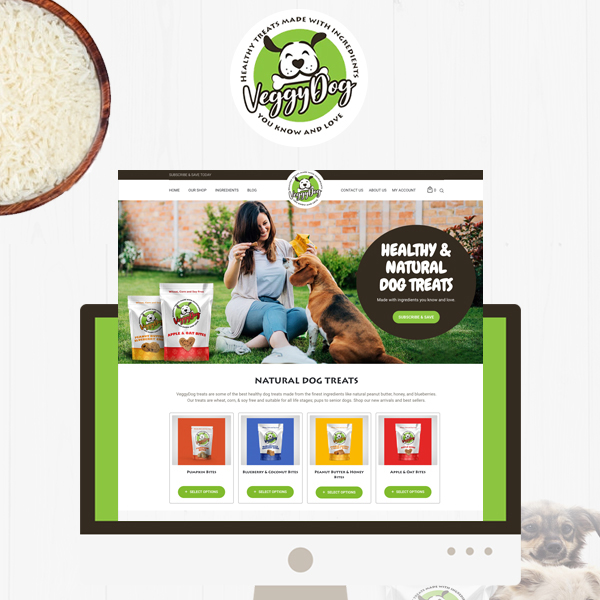 HEALTHY TREATS MADE WITH INGREDIENTS
VeggyDog
YOU KNOW AND LOVE
SUBSCRIBE & SAVE TODAY
HOME OUR SHOP INGREDIENTS BLOG VeggyDog CONTACT US ABOUT US MY ACCOUNT 0
HEALTHY &
NATURAL
DOG TREATS
Made with ingredients you know and love.
SUBSCRIBE & SAVE
APPLE & OAT BITES
NATURAL DOG TREATS
VeggyDog treats are some of the best healthy dog treats made from the finest ingredients like natural peanut butter, honey, and blueberries.
Our treats are wheat, corn, & soy free and suitable for all life stages; pups to senior dogs. Shop our new arrivals and best sellers.
PUMPKIN BITES BLUEBERRY & COCONUT BITES PEANUT BUTTER & HONEY BITES APPLE & OAT BITES
SELECT OPTIONS SELECT OPTIONS SELECT OPTIONS SELECT OPTIONS